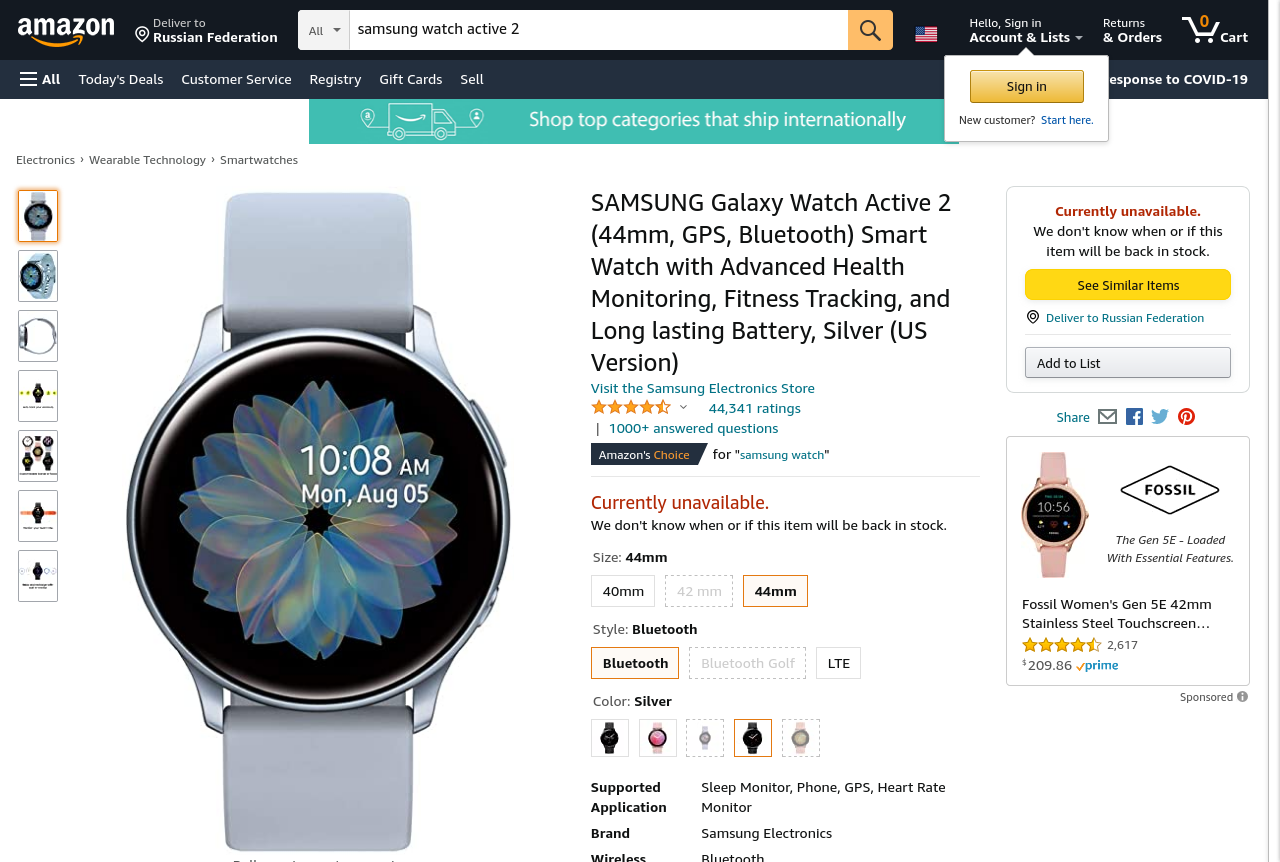 amazon
Deliver to
Russian Federation
All
samsung watch active 2
Hello, Sign in
Account & Lists
Returns
& Orders
0
Cart
All
Today's Deals
Customer Service
Registry
Gift Cards
Sell
esponse to COVID-19
Sign in
New customer? Start here.
Shop top categories that ship internationally
Electronics › Wearable Technology › Smartwatches
10:08 AM
Mon, Aug 05
SAMSUNG Galaxy Watch Active 2
(44mm, GPS, Bluetooth) Smart
Watch with Advanced Health
Monitoring, Fitness Tracking, and
Long lasting Battery, Silver (US
Version)
Visit the Samsung Electronics Store
44,341 ratings
| 1000+ answered questions
Amazon's Choice for "samsung watch"
Currently unavailable.
We don't know when or if this item will be back in stock.
Size: 44mm
40mm
42 mm
44mm
Style: Bluetooth
Bluetooth
Bluetooth Golf
LTE
Color: Silver
Supported
Application
Sleep Monitor, Phone, GPS, Heart Rate
Monitor
Brand
Samsung Electronics
Wireless
Bluetooth
Currently unavailable.
We don't know when or if this
item will be back in stock.
See Similar Items
Deliver to Russian Federation
Add to List
Share
10:56
FOSSIL
The Gen 5E - Loaded
With Essential Features.
Fossil Women's Gen 5E 42mm
Stainless Steel Touchscreen…
2,617
$209.86 prime
Sponsored